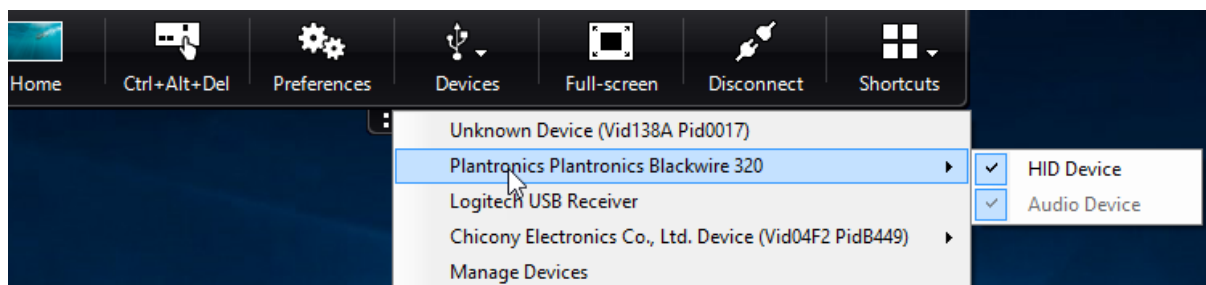 Home Ctrl+Alt+Del Preferences Devices Full-screen Disconnect Shortcuts
Unknown Device (Vid138A Pid0017)
Plantronics Plantronics Blackwire 320
HID Device
Logitech USB Receiver
Audio Device
Chicony Electronics Co., Ltd. Device (Vid04F2 PidB449)
Manage Devices